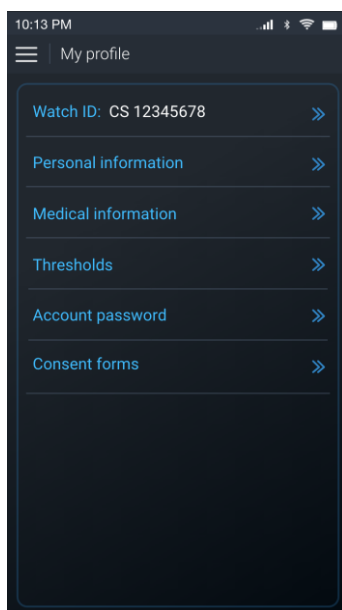 10:13 PM
My profile
Watch ID: CS 12345678
Personal information
Medical information
Thresholds
Account password
Consent forms